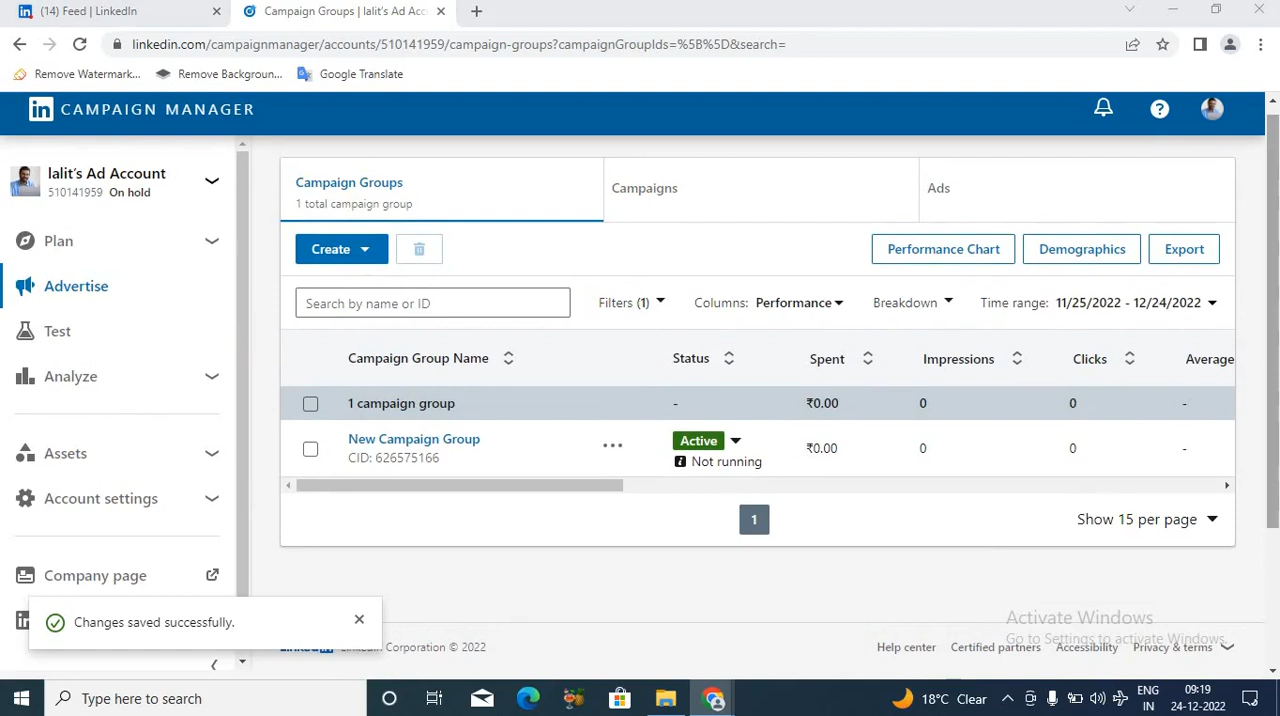 (14) Feed | LinkedIn
Campaign Groups | lalit's Ad Acc
linkedin.com/campaignmanager/accounts/510141959/campaign-groups?campaignGroupIds=%5B%5D&search=
Remove Watermark... Remove Backgroun... Google Translate
in CAMPAIGN MANAGER
lalit's Ad Account
510141959 On hold
Plan
Advertise
Test
Analyze
Assets
Account settings
Company page
Changes saved successfully.
Campaign Groups
1 total campaign group
Campaigns
Ads
Create
Performance Chart
Demographics
Export
Search by name or ID
Filters (1)
Columns: Performance
Breakdown
Time range: 11/25/2022 - 12/24/2022
Campaign Group Name Status Spent Impressions Clicks Average
1 campaign group - ₹0.00 0 0 -
New Campaign Group Active
CID: 626575166 Not running ₹0.00 0 0 -
1
Show 15 per page
Activate Windows
Go to Settings to activate Windows.
LinkedIn Corporation © 2022
Help center Certified partners Accessibility Privacy & terms
Type here to search
18°C Clear
ENG
IN
09:19
24-12-2022